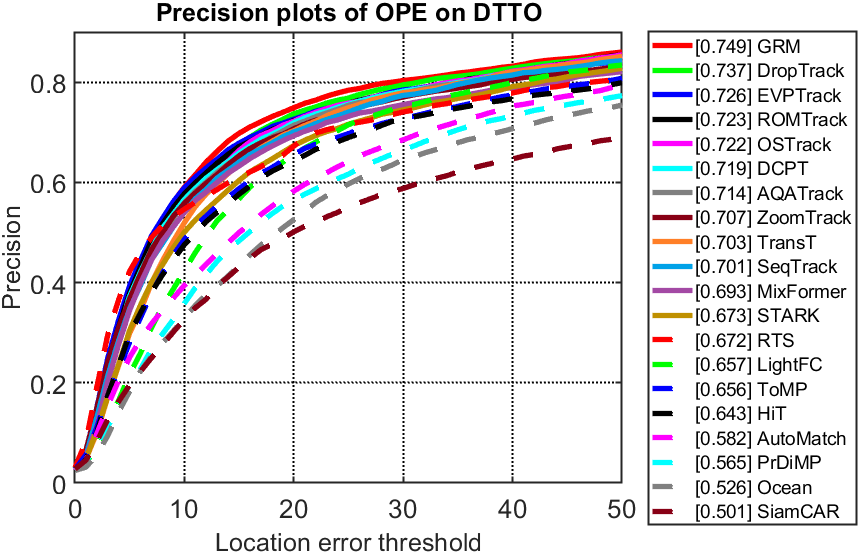 Precision plots of OPE on DTTO
Precision
0.8
0.6
0.4
0.2
0
0 10 20 30 40 50
Location error threshold
[0.749] GRM
[0.737] DropTrack
[0.726] EVPTrack
[0.723] ROMTrack
[0.722] OSTrack
[0.719] DCPT
[0.714] AQATrack
[0.707] ZoomTrack
[0.703] TransT
[0.701] SeqTrack
[0.693] MixFormer
[0.673] STARK
[0.672] RTS
[0.657] LightFC
[0.656] ToMP
[0.643] HiT
[0.582] AutoMatch
[0.565] PrDiMP
[0.526] Ocean
[0.501] SiamCAR